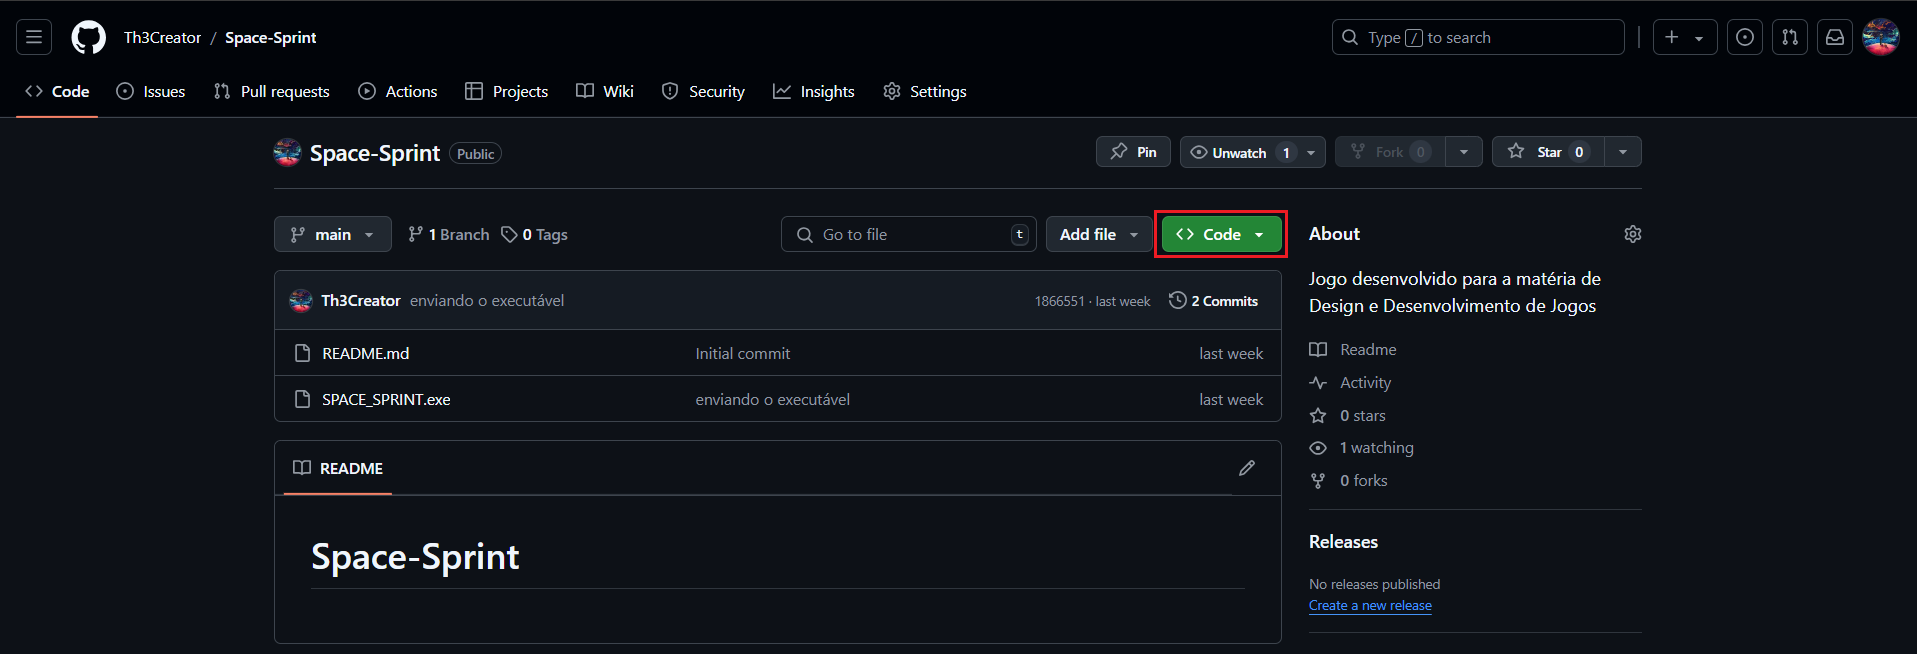 Th3Creator / Space-Sprint
Type / to search
Code Issues Pull requests Actions Projects Wiki Security Insights Settings
Space-Sprint Public
Pin Unwatch 1 Fork 0 Star 0
main 1 Branch 0 Tags
Go to file t Add file Code
Th3Creator enviando o executável 1866551 · last week 2 Commits
README.md Initial commit last week
SPACE_SPRINT.exe enviando o executável last week
README
Space-Sprint
About
Jogo desenvolvido para a matéria de
Design e Desenvolvimento de Jogos
Readme
Activity
0 stars
1 watching
0 forks
Releases
No releases published
Create a new release